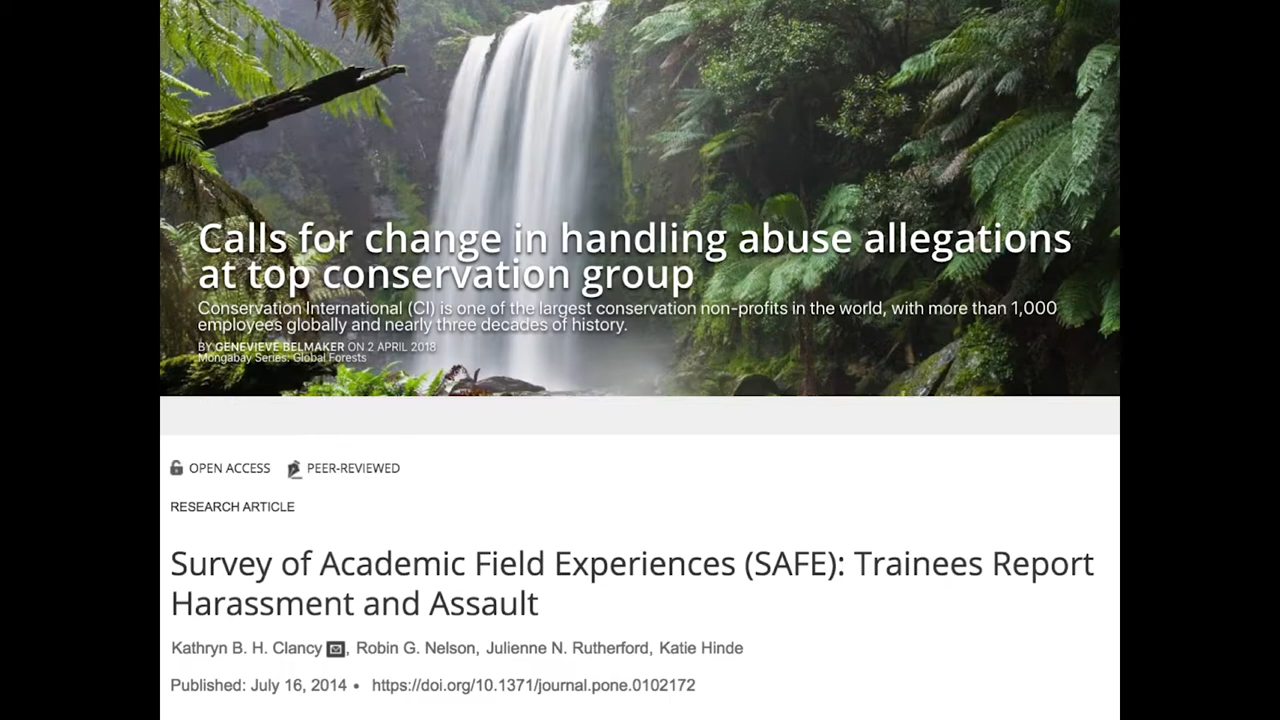 Calls for change in handling abuse allegations
at top conservation group
Conservation International (CI) is one of the largest conservation non-profits in the world, with more than 1,000
employees globally and nearly three decades of history.
BY GENEVIEVE BELMAKER ON 2 APRIL 2018
Mongabay Series: Global Forests
OPEN ACCESS PEER-REVIEWED
RESEARCH ARTICLE
Survey of Academic Field Experiences (SAFE): Trainees Report
Harassment and Assault
Kathryn B. H. Clancy , Robin G. Nelson, Julienne N. Rutherford, Katie Hinde
Published: July 16, 2014 • https://doi.org/10.1371/journal.pone.0102172